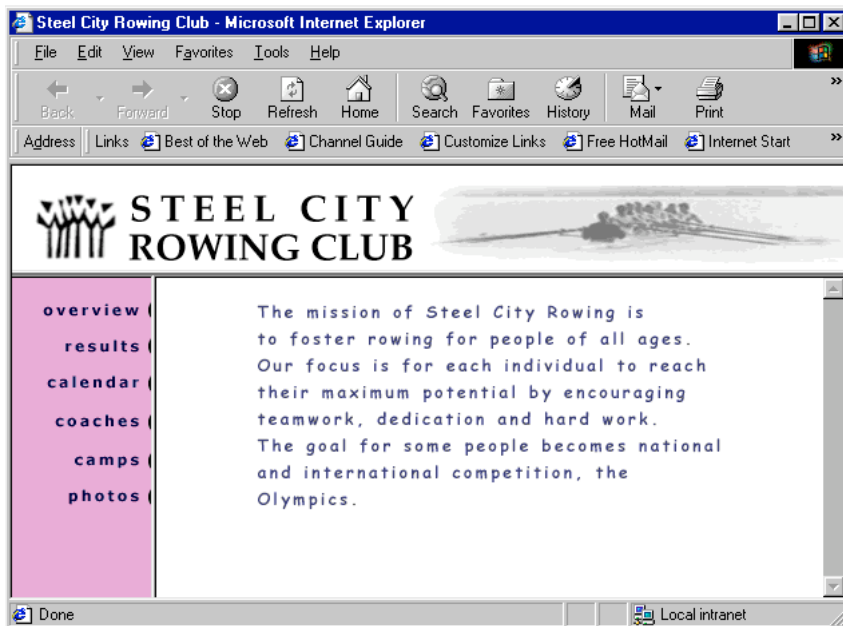 Steel City Rowing Club - Microsoft Internet Explorer
File Edit View Favorites Tools Help
Back Forward Stop Refresh Home Search Favorites History Mail Print »
Address Links Best of the Web Channel Guide Customize Links Free HotMail Internet Start »
STEEL CITY
ROWING CLUB
overview
results
calendar
coaches
camps
photos
The mission of Steel City Rowing is
to foster rowing for people of all ages.
Our focus is for each individual to reach
their maximum potential by encouraging
teamwork, dedication and hard work.
The goal for some people becomes national
and international competition, the
Olympics.
Done Local intranet